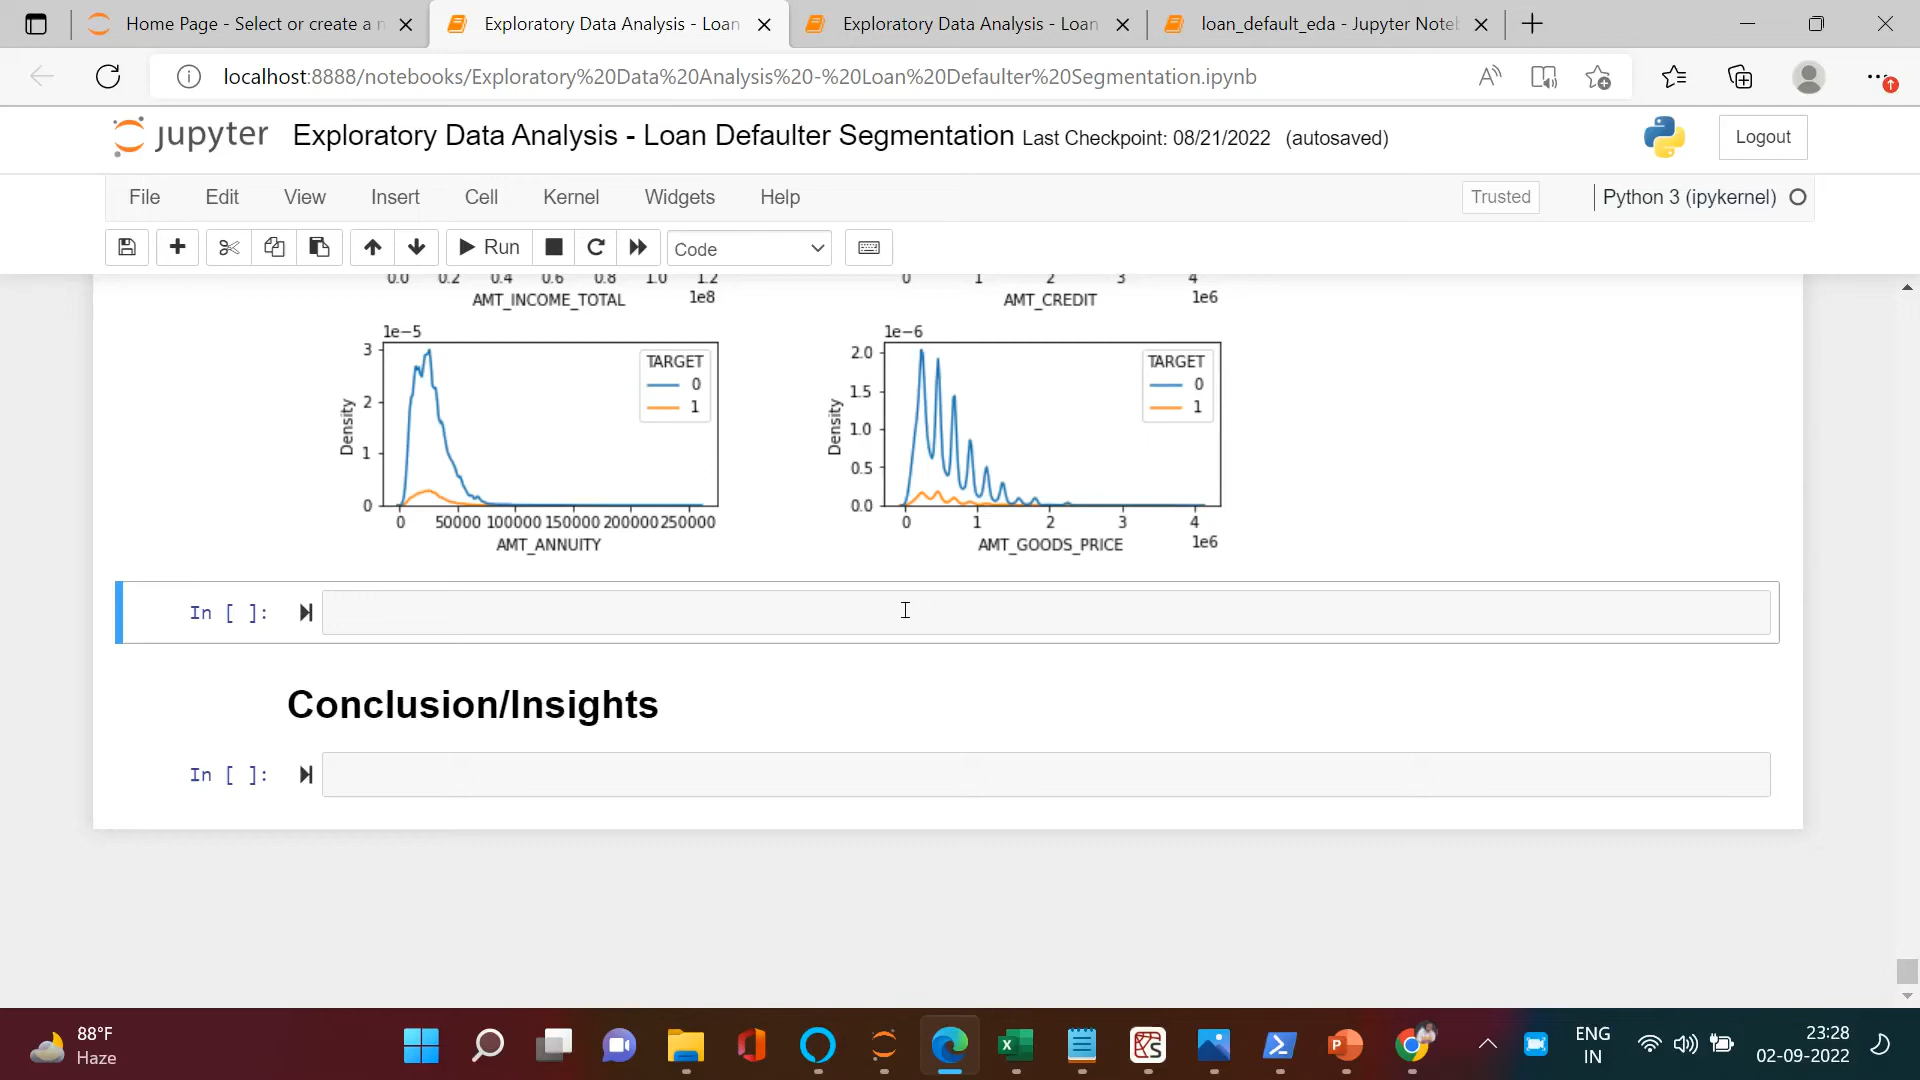 Home Page - Select or create a n
Exploratory Data Analysis - Loan
Exploratory Data Analysis - Loan
loan_default_eda - Jupyter Noteb
localhost:8888/notebooks/Exploratory%20Data%20Analysis%20-%20Loan%20Defaulter%20Segmentation.ipynb
jupyter Exploratory Data Analysis - Loan Defaulter Segmentation Last Checkpoint: 08/21/2022 (autosaved)
Logout
File Edit View Insert Cell Kernel Widgets Help
Trusted
Python 3 (ipykernel)
Run
Code
0.0 0.2 0.4 0.6 0.8 1.0 1.2
AMT_INCOME_TOTAL 1e8
0 1 2 3 4
AMT_CREDIT 1e6
1e-5
3
2
1
0
Density
TARGET
0
1
0 50000 100000 150000 200000 250000
AMT_ANNUITY
1e-6
2.0
1.5
1.0
0.5
0.0
Density
TARGET
0
1
0 1 2 3 4
AMT_GOODS_PRICE 1e6
In [ ]:
Conclusion/Insights
In [ ]:
88°F
Haze
ENG
IN
23:28
02-09-2022